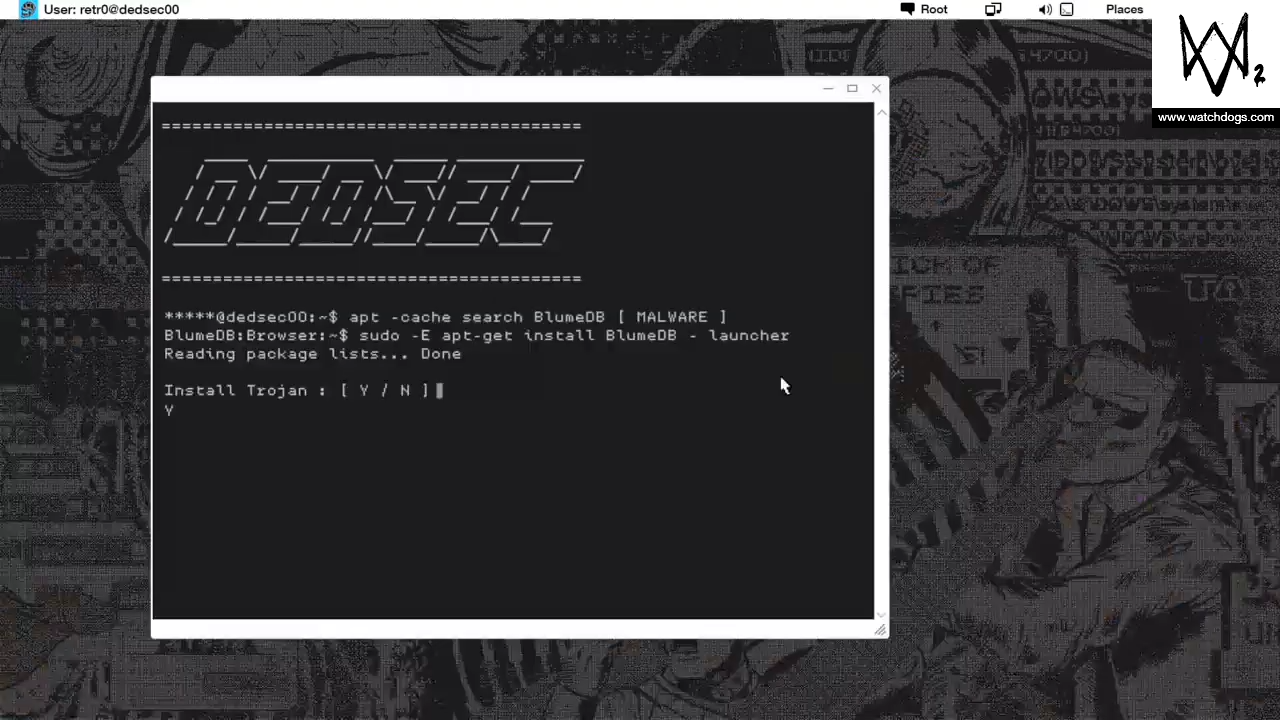 User: retr0@dedsec00
Root
Places
2
www.watchdogs.com
=========================================
DEDSEC
=========================================
*****@dedsec00:~$ apt -cache search BlumeDB [ MALWARE ]
BlumeDB:Browser:~$ sudo -E apt-get install BlumeDB - launcher
Reading package lists... Done
Install Trojan : [ Y / N ]
Y